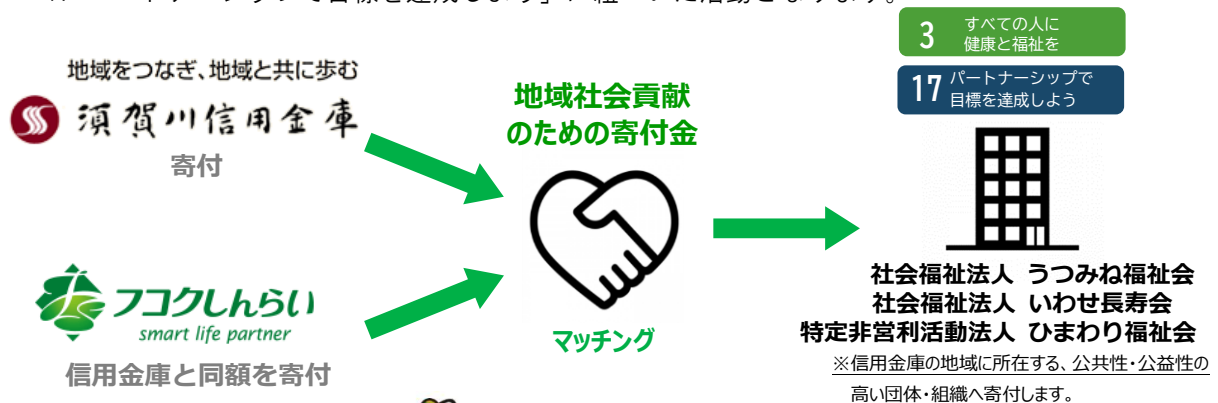 地域をつなぎ、地域と共に歩む
須賀川信用金庫
寄付
フコクしんらい
smart life partner
信用金庫と同額を寄付
地域社会貢献
のための寄付金
マッチング
3 すべての人に
健康と福祉を
17 パートナーシップで
目標を達成しよう
社会福祉法人 うつみね福祉会
社会福祉法人 いわせ長寿会
特定非営利活動法人 ひまわり福祉会
※信用金庫の地域に所在する、公共性・公益性の
高い団体・組織へ寄付します。